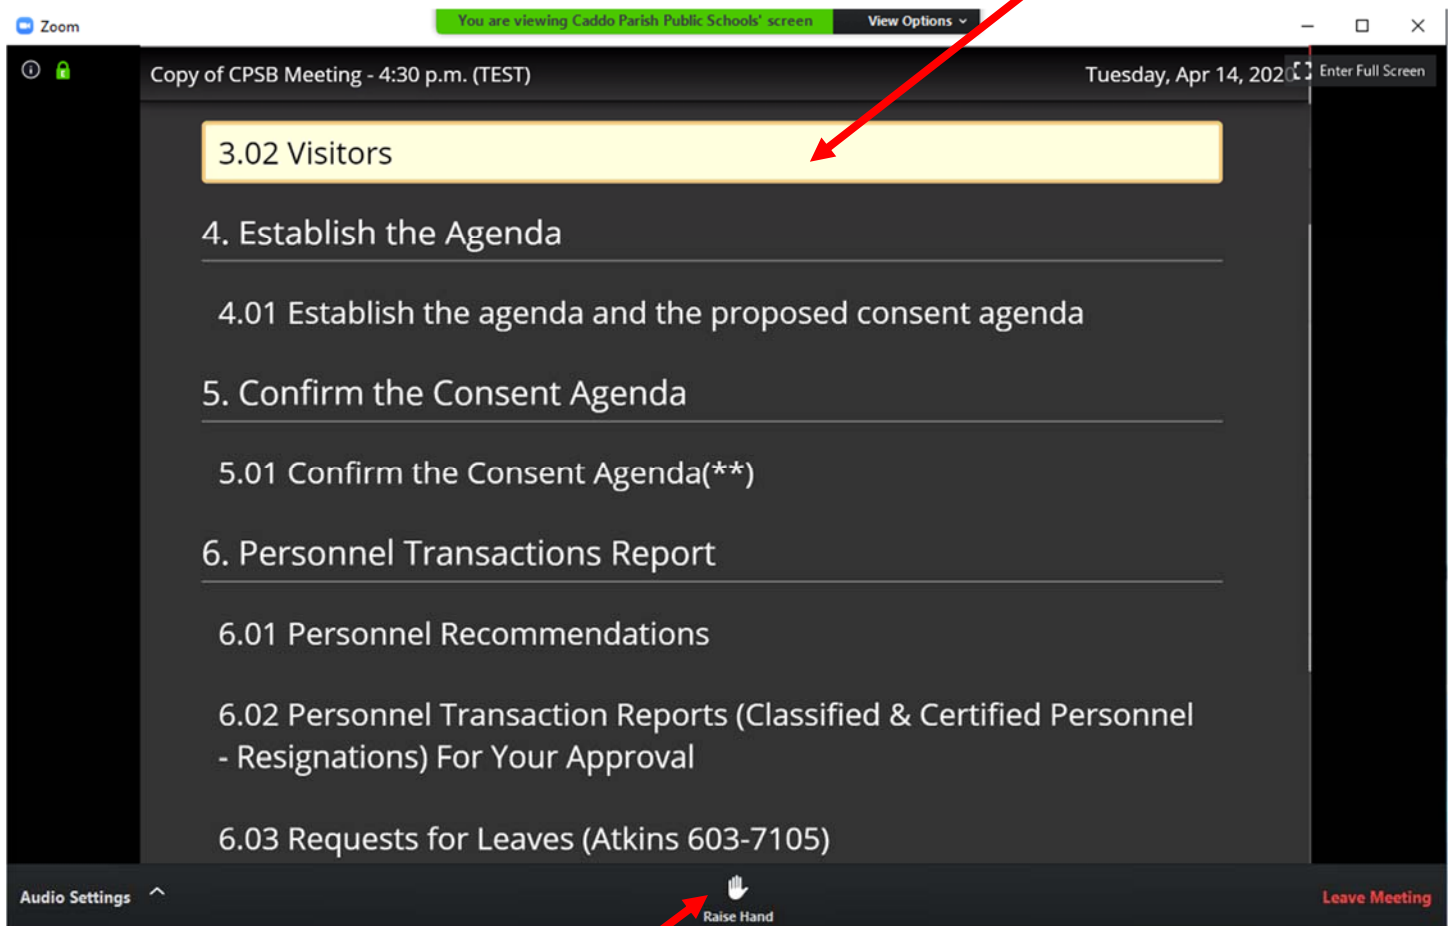 Zoom
You are viewing Caddo Parish Public Schools' screen
View Options
Copy of CPSB Meeting - 4:30 p.m. (TEST)
Tuesday, Apr 14, 2020
Enter Full Screen
3.02 Visitors
4. Establish the Agenda
4.01 Establish the agenda and the proposed consent agenda
5. Confirm the Consent Agenda
5.01 Confirm the Consent Agenda(**)
6. Personnel Transactions Report
6.01 Personnel Recommendations
6.02 Personnel Transaction Reports (Classified & Certified Personnel
- Resignations) For Your Approval
6.03 Requests for Leaves (Atkins 603-7105)
Audio Settings
Raise Hand
Leave Meeting